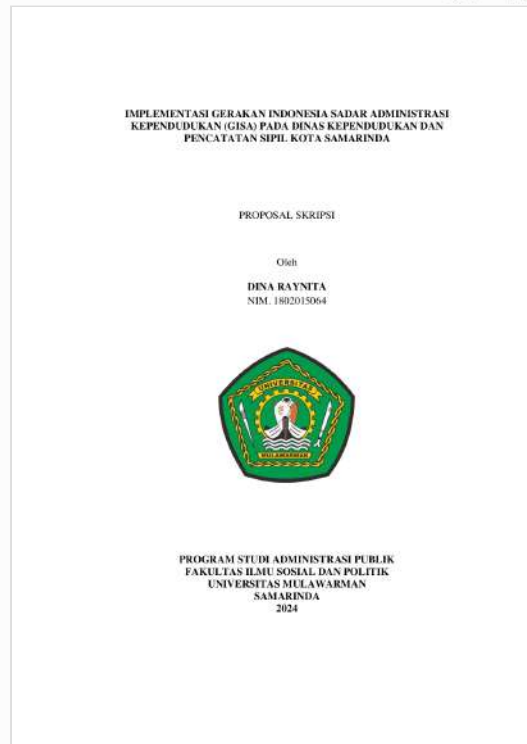 IMPLEMENTASI GERAKAN INDONESIA SADAR ADMINISTRASI
KEPENDUDUKAN (GISA) PADA DINAS KEPENDUDUKAN DAN
PENCATATAN SIPIL KOTA SAMARINDA
PROPOSAL SKRIPSI
Oleh
DINA RAYNITA
NIM. 1802015064
UNIVERSITAS
MULAWARMAN
PROGRAM STUDI ADMINISTRASI PUBLIK
FAKULTAS ILMU SOSIAL DAN POLITIK
UNIVERSITAS MULAWARMAN
SAMARINDA
2024